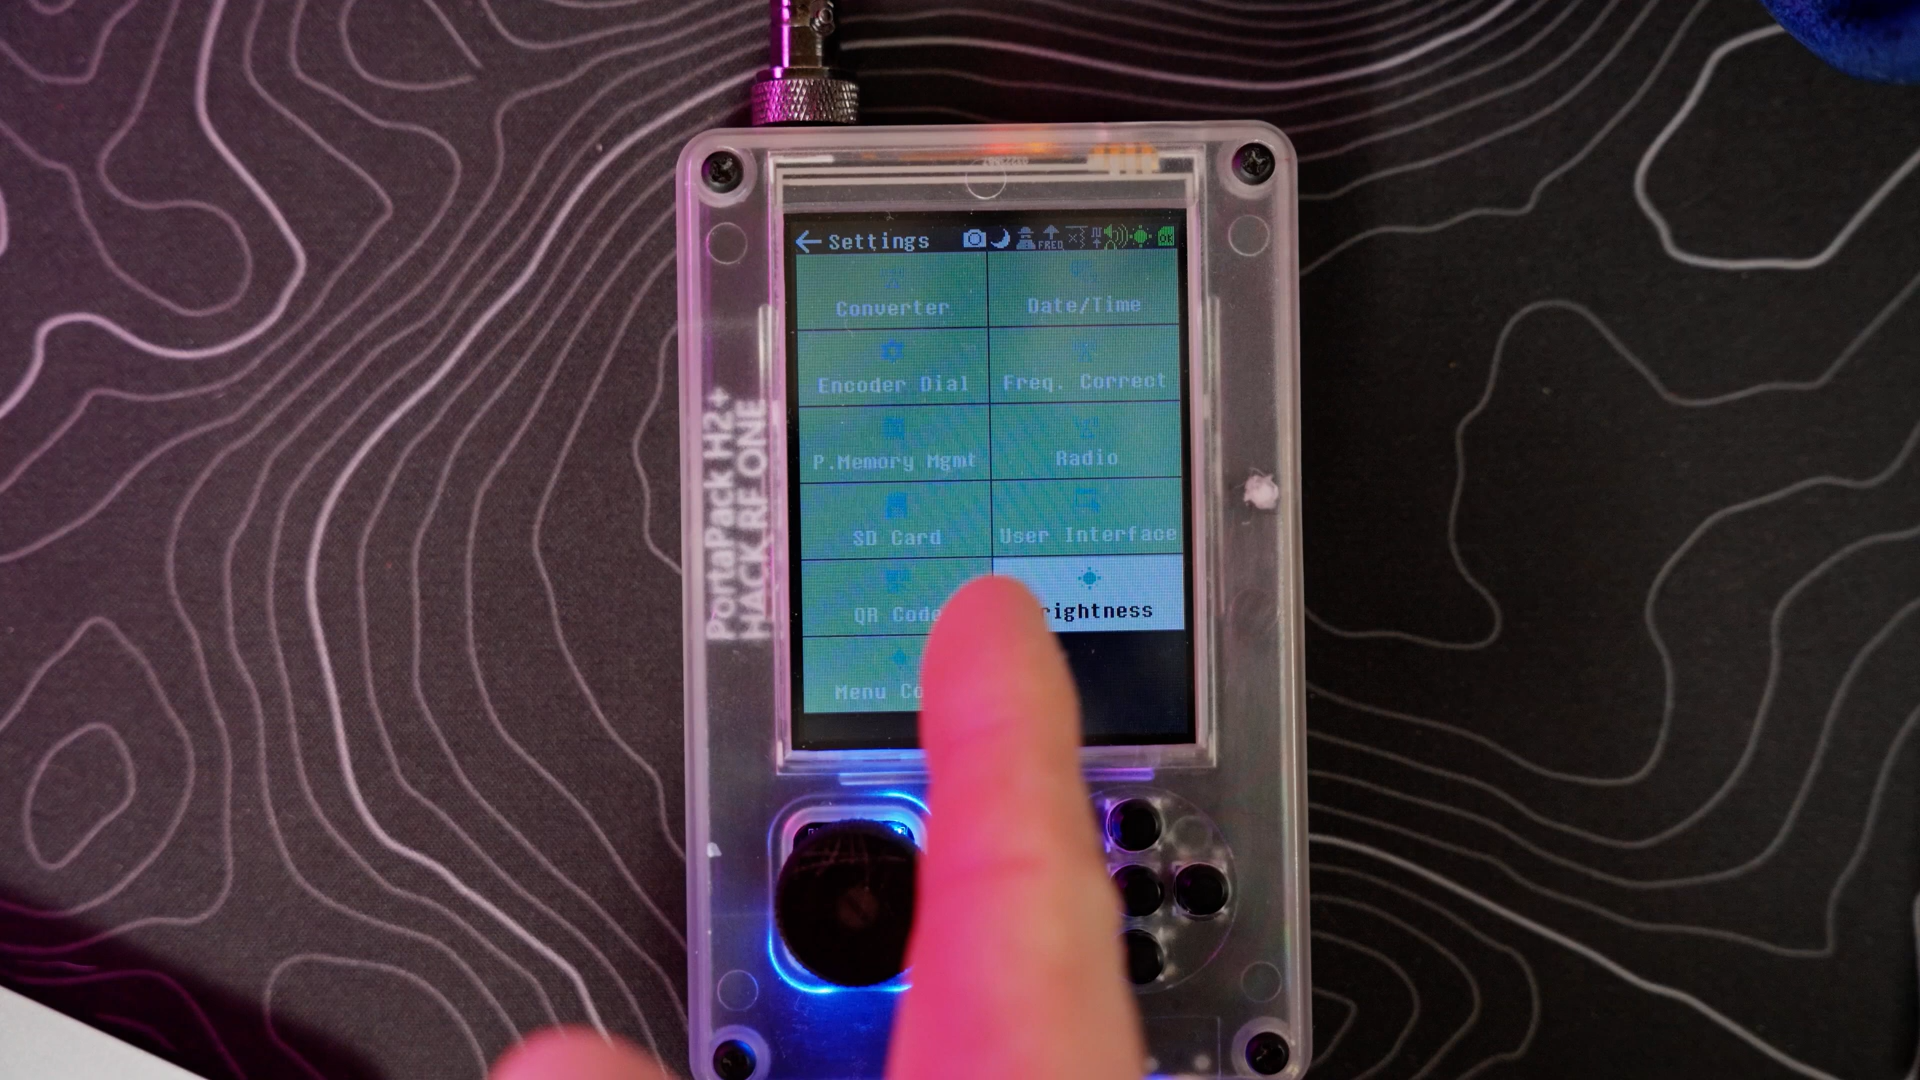 Settings
FREQ
OK
Converter
Date/Time
Encoder Dial
Freq. Correct
P.Memory Mgmt
Radio
SD Card
User Interface
QR Code
rightness
Menu Co
PortaPack H2+
HACK RF ONE